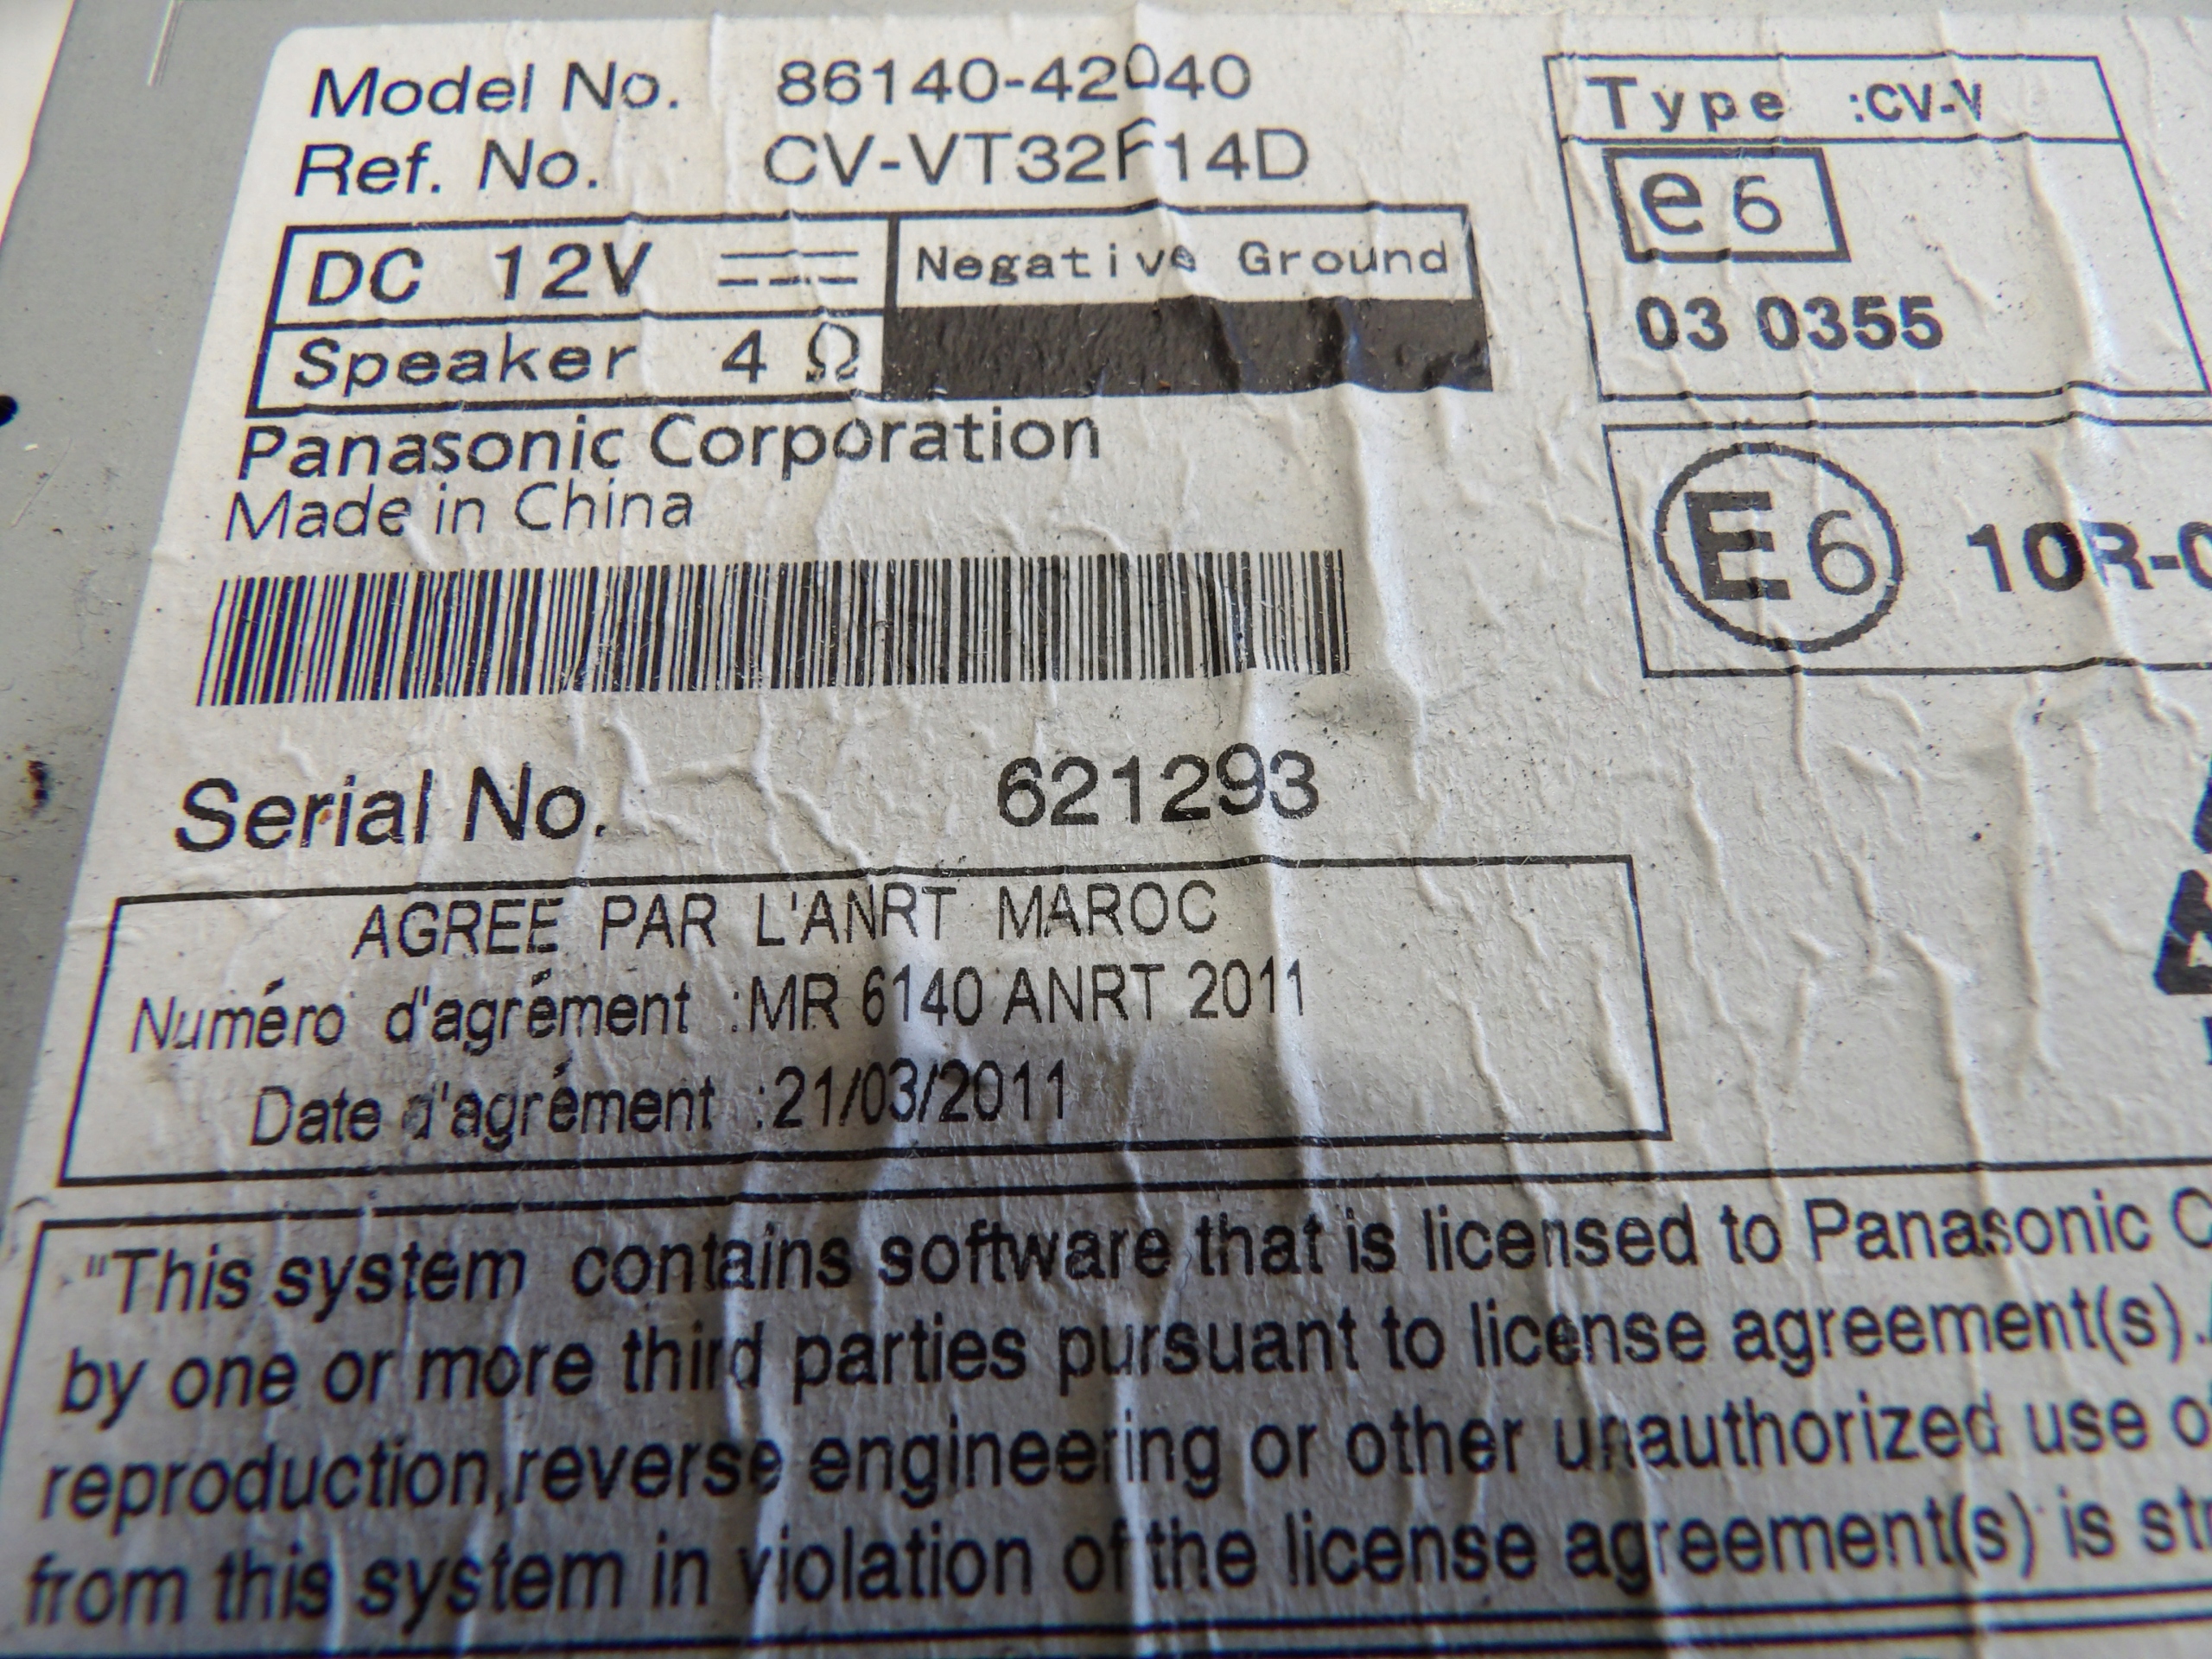 Model No. 86140-42040
Ref. No. CV-VT32F14D
DC 12V Negative Ground
Speaker 4 Ω
Panasonic Corporation
Made in China
Type :CV-V
e6
03 0355
E6 10R-0
Serial No. 621293
AGREE PAR L'ANRT MAROC
Numéro d'agrément :MR 6140 ANRT 2011
Date d'agrément :21/03/2011
"This system contains software that is licensed to Panasonic C
by one or more third parties pursuant to license agreement(s).
reproduction,reverse engineering or other unauthorized use o
from this system in violation of the license agreement(s) is st